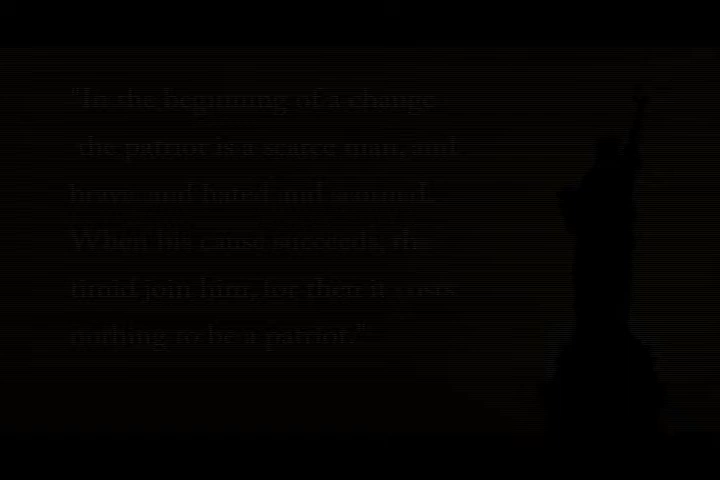 "In the beginning of a change
the patriot is a scarce man, and
brave, and hated and scorned.
When his cause succeeds, the
timid join him, for then it costs
nothing to be a patriot."